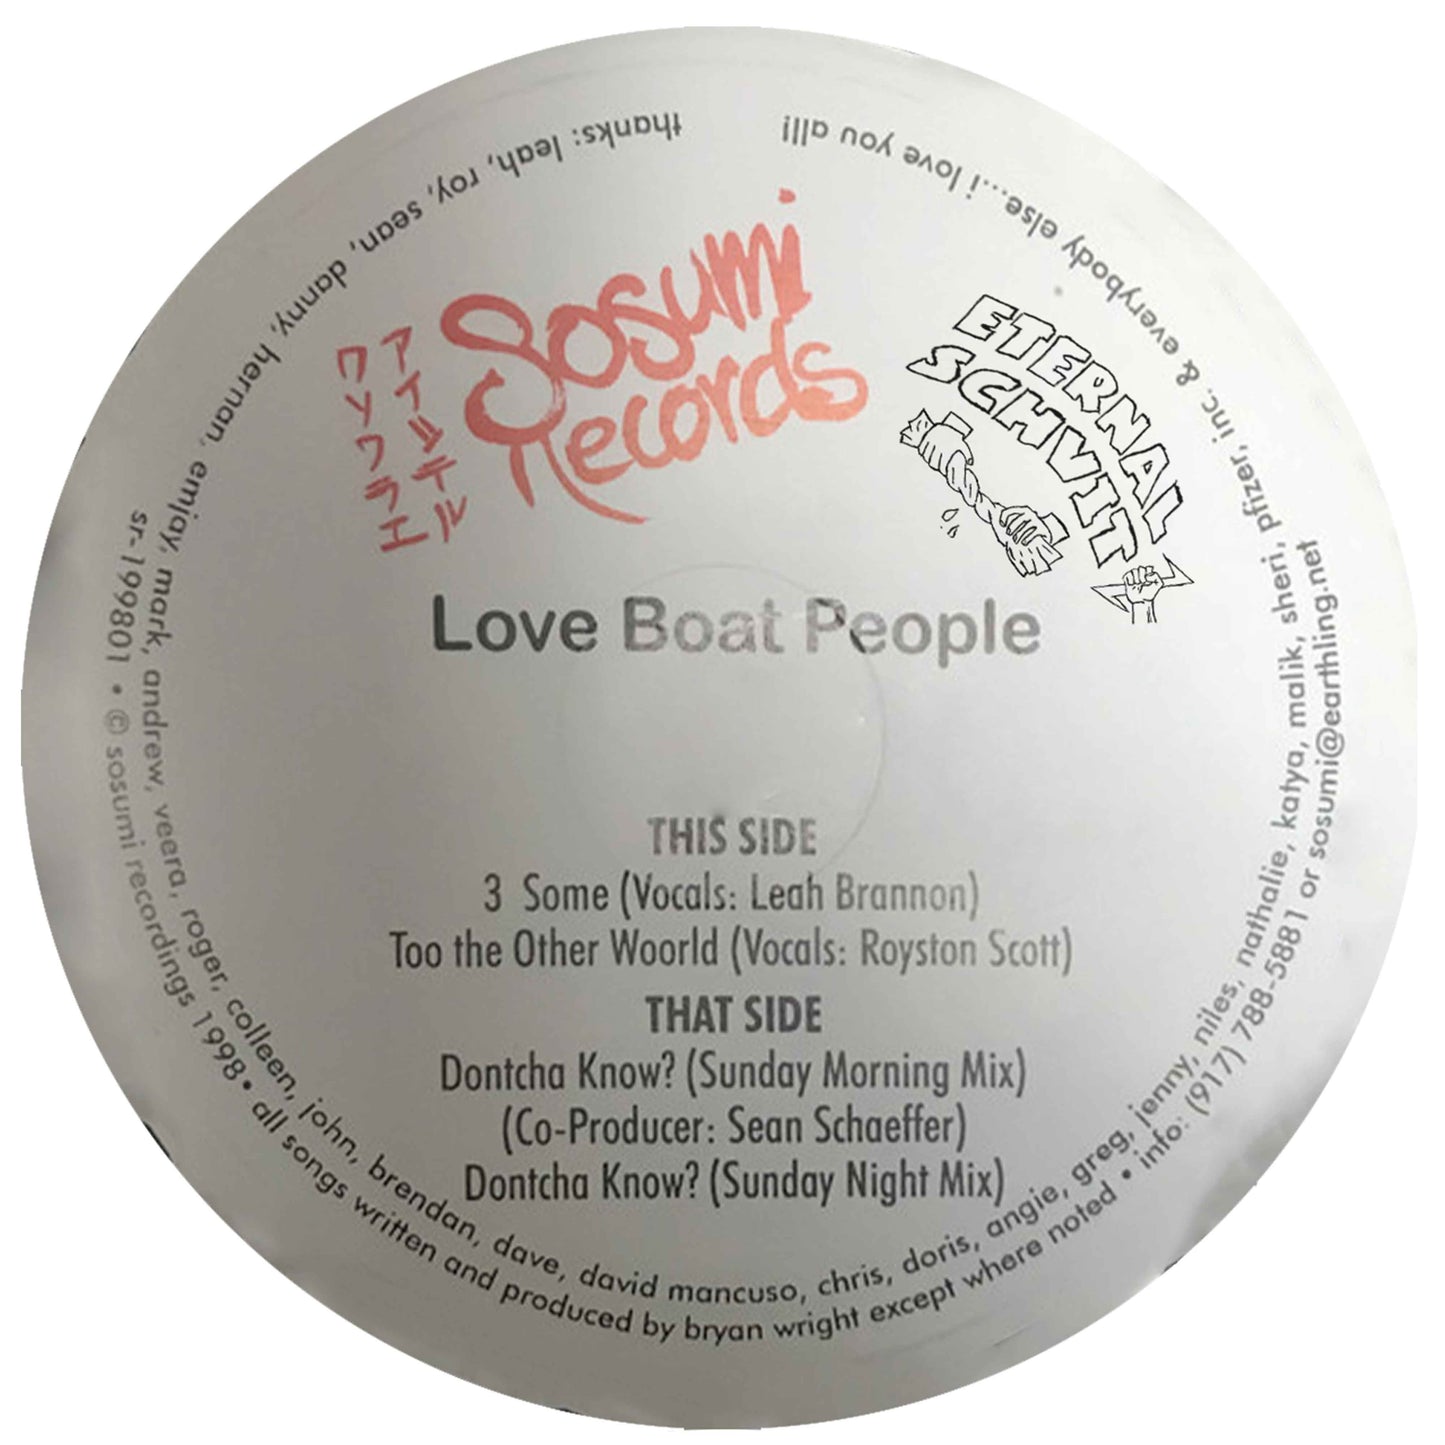 Sosumi
Records
アイルテル
ワソワラエ
ETERNAL
SCHVITT
Love Boat People
THIS SIDE
3 Some (Vocals: Leah Brannon)
Too the Other Woorld (Vocals: Royston Scott)
THAT SIDE
Dontcha Know? (Sunday Morning Mix)
(Co-Producer: Sean Schaeffer)
Dontcha Know? (Sunday Night Mix)
thanks: leah, roy, sean, danny, hernan, emjay, mark, andrew, veera, roger, colleen, john, brendan, dave, david mancuso, chris, doris, angie, greg, jenny, niles, nathalie, katya, malik, sheri, pfizer, inc. & everybody else...i love you all!
sr-199801 • © sosumi recordings 1998 • all songs written and produced by bryan wright except where noted • info: (917) 788-5881 or sosumi@earthling.net